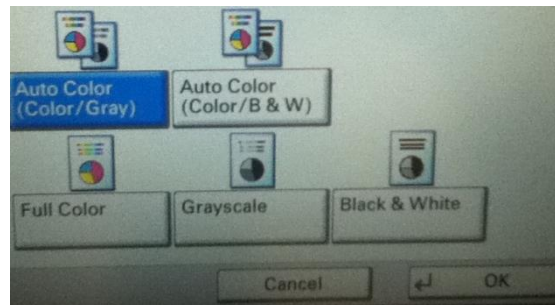 Auto Color
(Color/Gray)
Auto Color
(Color/B & W)
Full Color
Grayscale
Black & White
Cancel
OK